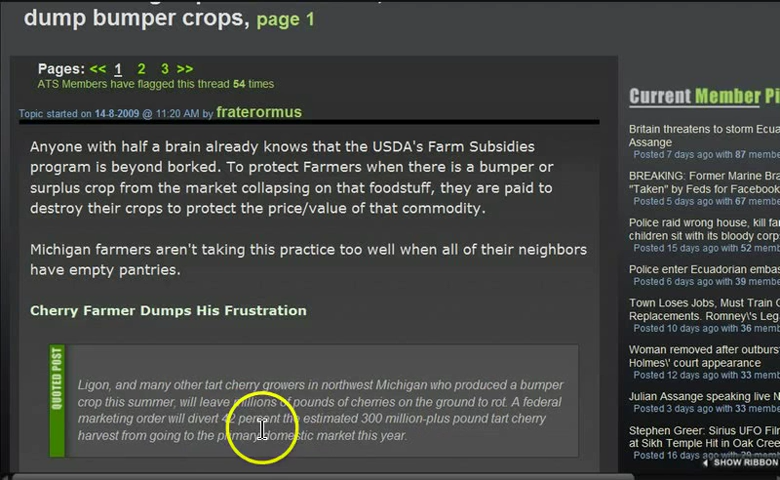 dump bumper crops, page 1
Pages: << 1 2 3 >>
ATS Members have flagged this thread 54 times
Topic started on 14-8-2009 @ 11:20 AM by fraterormus
Anyone with half a brain already knows that the USDA's Farm Subsidies
program is beyond borked. To protect Farmers when there is a bumper or
surplus crop from the market collapsing on that foodstuff, they are paid to
destroy their crops to protect the price/value of that commodity.
Michigan farmers aren't taking this practice too well when all of their neighbors
have empty pantries.
Cherry Farmer Dumps His Frustration
QUOTED POST
Ligon, and many other tart cherry growers in northwest Michigan who produced a bumper
crop this summer, will leave millions of pounds of cherries on the ground to rot. A federal
marketing order will divert 42 percent the estimated 300 million-plus pound tart cherry
harvest from going to the primary domestic market this year.
Current Member Pi
Britain threatens to storm Ecua
Assange
Posted 7 days ago with 87 membe
BREAKING: Former Marine Bra
"Taken" by Feds for Facebook
Posted 5 days ago with 67 membe
Police raid wrong house, kill fa
children sit with its bloody corp
Posted 15 days ago with 52 memb
Police enter Ecuadorian embas
Posted 6 days ago with 39 membe
Town Loses Jobs, Must Train C
Replacements. Romney\'s Leg
Posted 10 days ago with 36 memb
Woman removed after outburs
Holmes\' court appearance
Posted 12 days ago with 33 memb
Julian Assange speaking live N
Posted 3 days ago with 33 membe
Stephen Greer: Sirius UFO Fil
at Sikh Temple Hit in Oak Cree
Posted 16 days ago with 29 memb
SHOW RIBBON